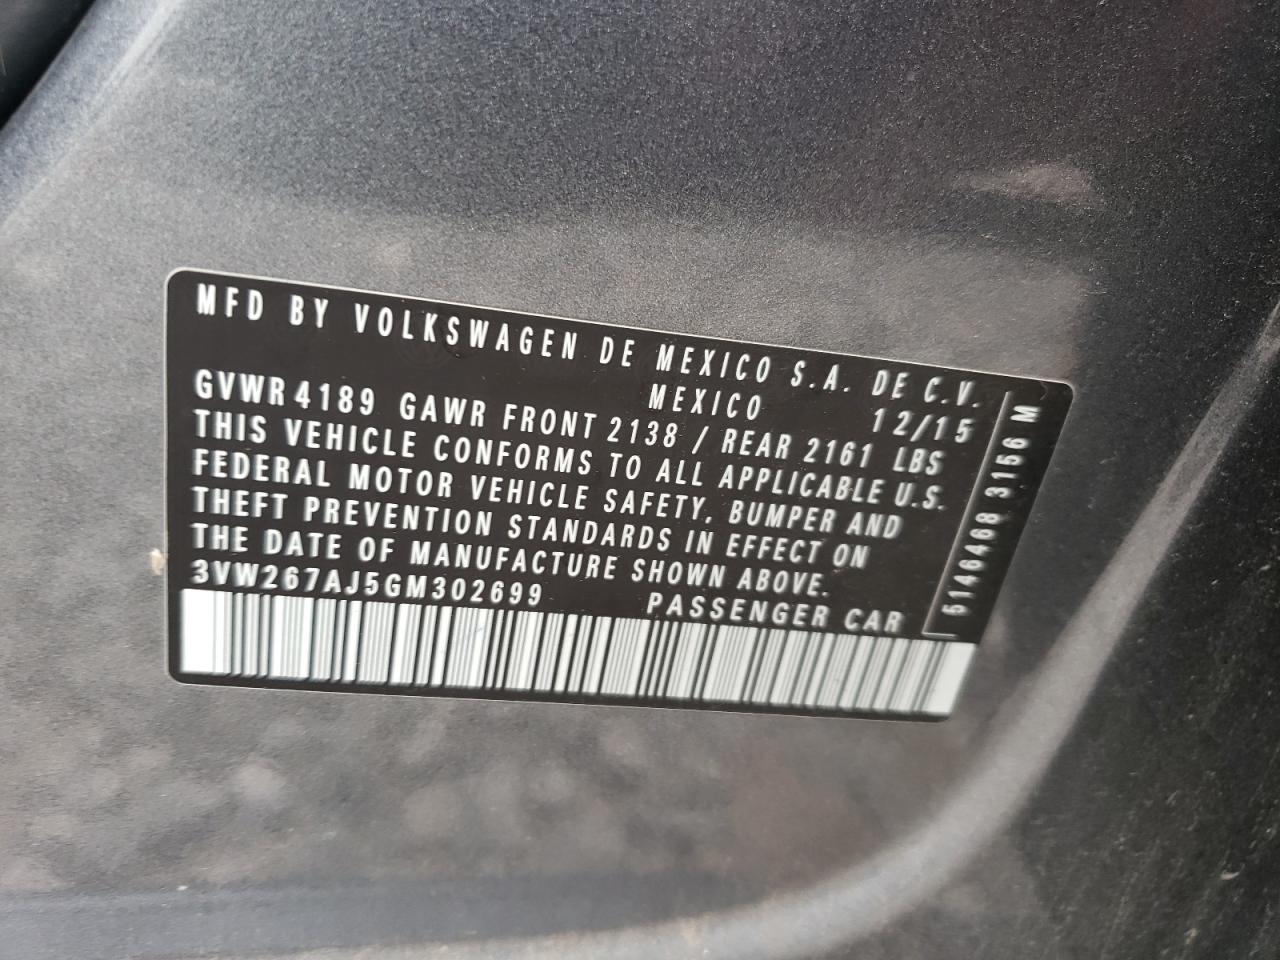 MFD BY VOLKSWAGEN DE MEXICO S.A. DE C.V.
MEXICO 12/15
GVWR 4189 GAWR FRONT 2138 / REAR 2161 LBS
THIS VEHICLE CONFORMS TO ALL APPLICABLE U.S.
FEDERAL MOTOR VEHICLE SAFETY, BUMPER AND
THEFT PREVENTION STANDARDS IN EFFECT ON
THE DATE OF MANUFACTURE SHOWN ABOVE.
3VW267AJ5GM302699 PASSENGER CAR
5146468 3156 M